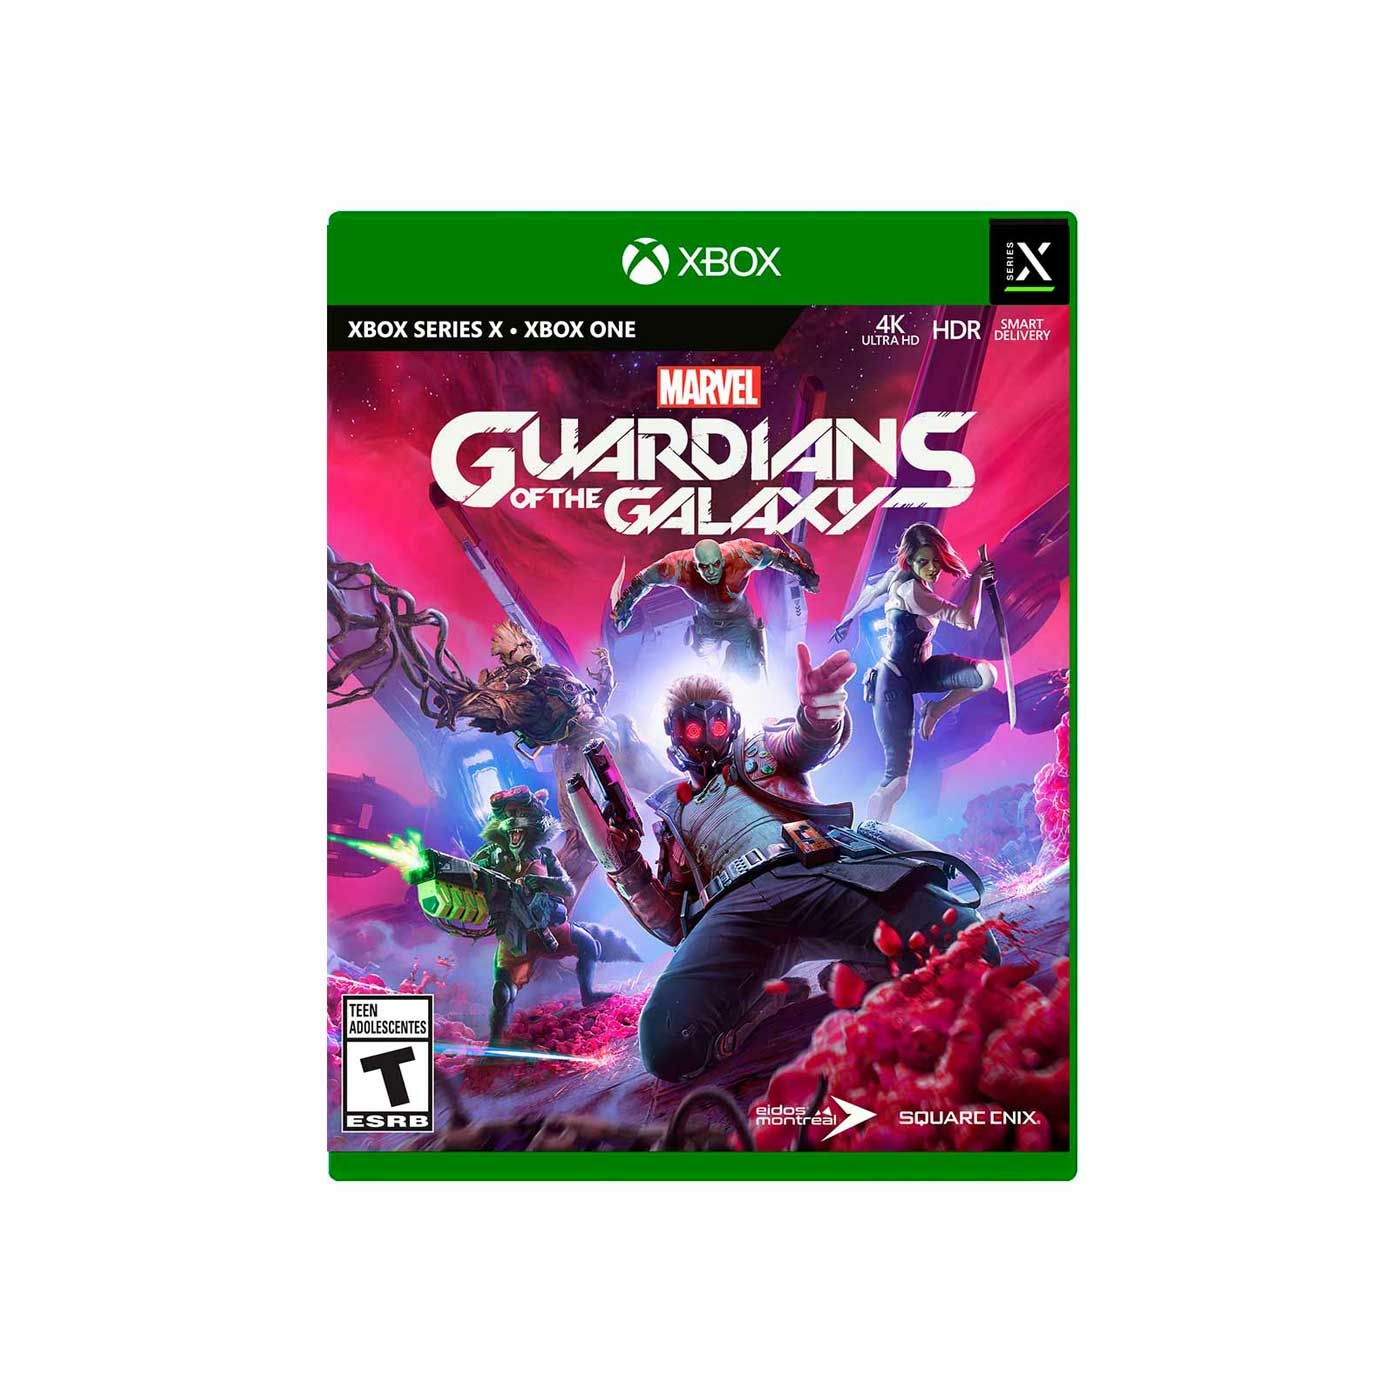 XBOX
SERIES X
XBOX SERIES X • XBOX ONE
4K
ULTRA HD
HDR
SMART
DELIVERY
MARVEL
GUARDIANS
OF THE
GALAXY
TEEN
ADOLESCENTES
T
ESRB
eidos
montréal
SQUARE ENIX®